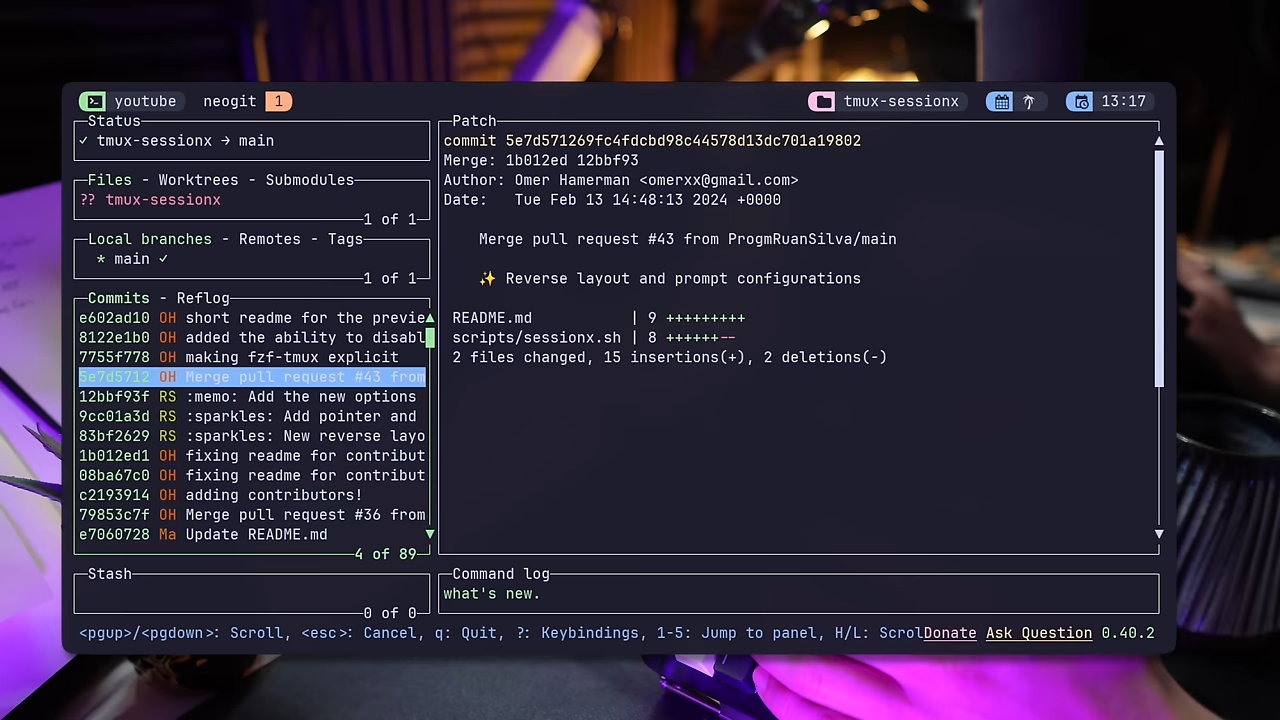 youtube neogit 1 tmux-sessionx 13:17
Status
✓ tmux-sessionx → main
Files - Worktrees - Submodules
?? tmux-sessionx
1 of 1
Local branches - Remotes - Tags
* main ✓
1 of 1
Commits - Reflog
e602ad10 OH short readme for the previe
8122e1b0 OH added the ability to disabl
7755f778 OH making fzf-tmux explicit
5e7d5712 OH Merge pull request #43 from
12bbf93f RS :memo: Add the new options
9cc01a3d RS :sparkles: Add pointer and
83bf2629 RS :sparkles: New reverse layo
1b012ed1 OH fixing readme for contribut
08ba67c0 OH fixing readme for contribut
c2193914 OH adding contributors!
79853c7f OH Merge pull request #36 from
e7060728 Ma Update README.md
4 of 89
Stash
0 of 0
Patch
commit 5e7d571269fc4fdcbd98c44578d13dc701a19802
Merge: 1b012ed 12bbf93
Author: Omer Hamerman <omerxx@gmail.com>
Date:   Tue Feb 13 14:48:13 2024 +0000
Merge pull request #43 from ProgmRuanSilva/main
✨ Reverse layout and prompt configurations
README.md | 9 +++++++++
scripts/sessionx.sh | 8 ++++++--
2 files changed, 15 insertions(+), 2 deletions(-)
Command log
what's new.
<pgup>/<pgdown>: Scroll, <esc>: Cancel, q: Quit, ?: Keybindings, 1-5: Jump to panel, H/L: ScrolDonate Ask Question 0.40.2